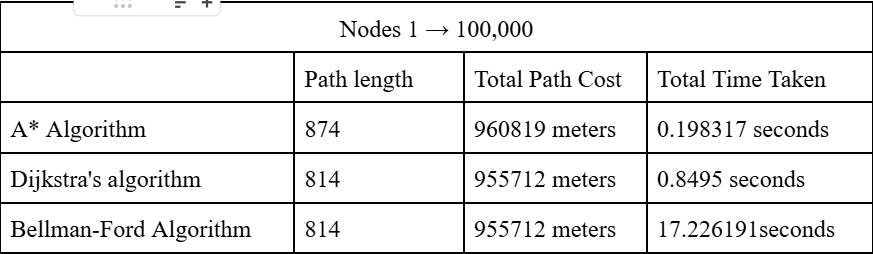 Nodes 1 → 100,000
Path length Total Path Cost Total Time Taken
A* Algorithm 874 960819 meters 0.198317 seconds
Dijkstra's algorithm 814 955712 meters 0.8495 seconds
Bellman-Ford Algorithm 814 955712 meters 17.226191seconds